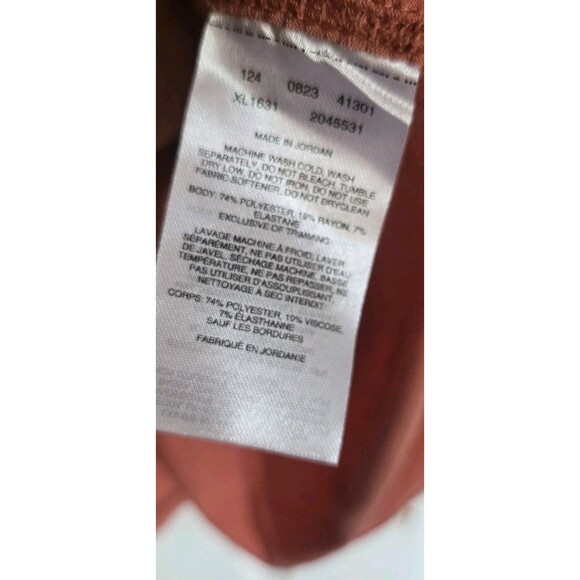 124 0823 41301
XL1631 2045531
MADE IN JORDAN
MACHINE WASH COLD, WASH
SEPARATELY, DO NOT BLEACH, TUMBLE
DRY LOW, DO NOT IRON, DO NOT USE
FABRIC SOFTENER, DO NOT DRYCLEAN
BODY: 74% POLYESTER, 19% RAYON, 7%
ELASTANE
EXCLUSIVE OF TRIMMING
LAVAGE MACHINE À FROID, LAVER
SÉPARÉMENT, NE PAS UTILISER D'EAU
DE JAVEL, SÉCHAGE MACHINE, BASSE
TEMPÉRATURE, NE PAS REPASSER, NE
PAS UTILISER D'ASSOUPLISSANT,
NETTOYAGE À SEC INTERDIT
CORPS: 74% POLYESTER, 19% VISCOSE,
7% ÉLASTHANNE
SAUF LES BORDURES
FABRIQUÉ EN JORDANIE